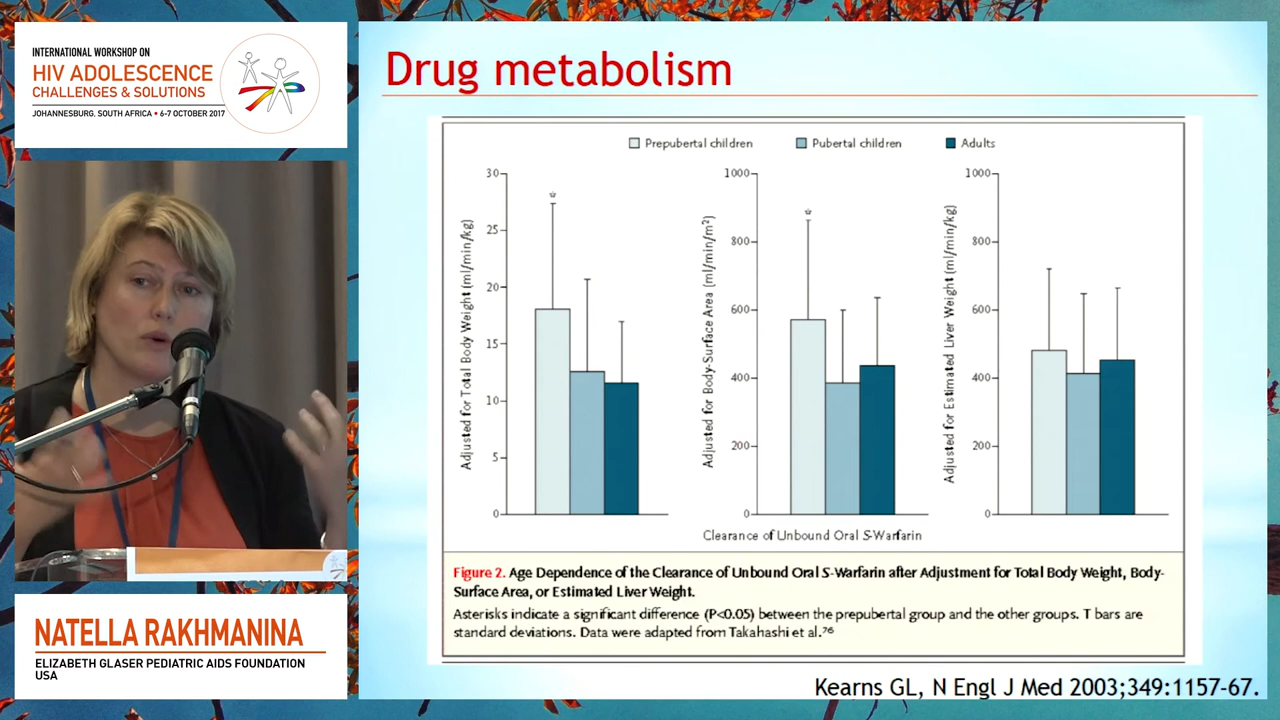 INTERNATIONAL WORKSHOP ON
HIV ADOLESCENCE
CHALLENGES & SOLUTIONS
JOHANNESBURG, SOUTH AFRICA • 6-7 OCTOBER 2017
NATELLA RAKHMANINA
ELIZABETH GLASER PEDIATRIC AIDS FOUNDATION
USA
Drug metabolism
Prepubertal children Pubertal children Adults
Adjusted for Total Body Weight (ml/min/kg)
30
25
20
15
10
5
0
*
Adjusted for Body-Surface Area (ml/min/m²)
1000
800
600
400
200
0
*
Adjusted for Estimated Liver Weight (ml/min/kg)
1000
800
600
400
200
0
Clearance of Unbound Oral S-Warfarin
Figure 2. Age Dependence of the Clearance of Unbound Oral S-Warfarin after Adjustment for Total Body Weight, Body-
Surface Area, or Estimated Liver Weight.
Asterisks indicate a significant difference (P<0.05) between the prepubertal group and the other groups. T bars are
standard deviations. Data were adapted from Takahashi et al.⁷⁶
Kearns GL, N Engl J Med 2003;349:1157-67.